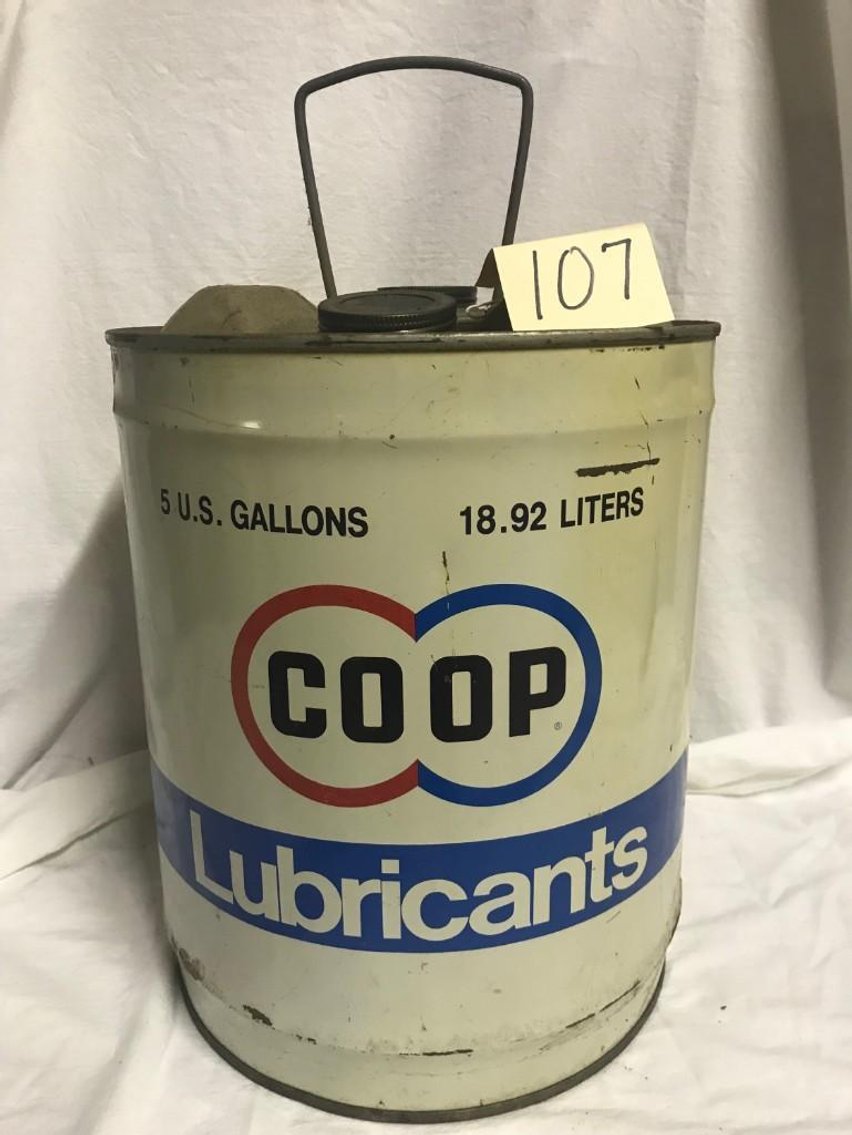 107
5 U.S. GALLONS 18.92 LITERS
COOP®
Lubricants